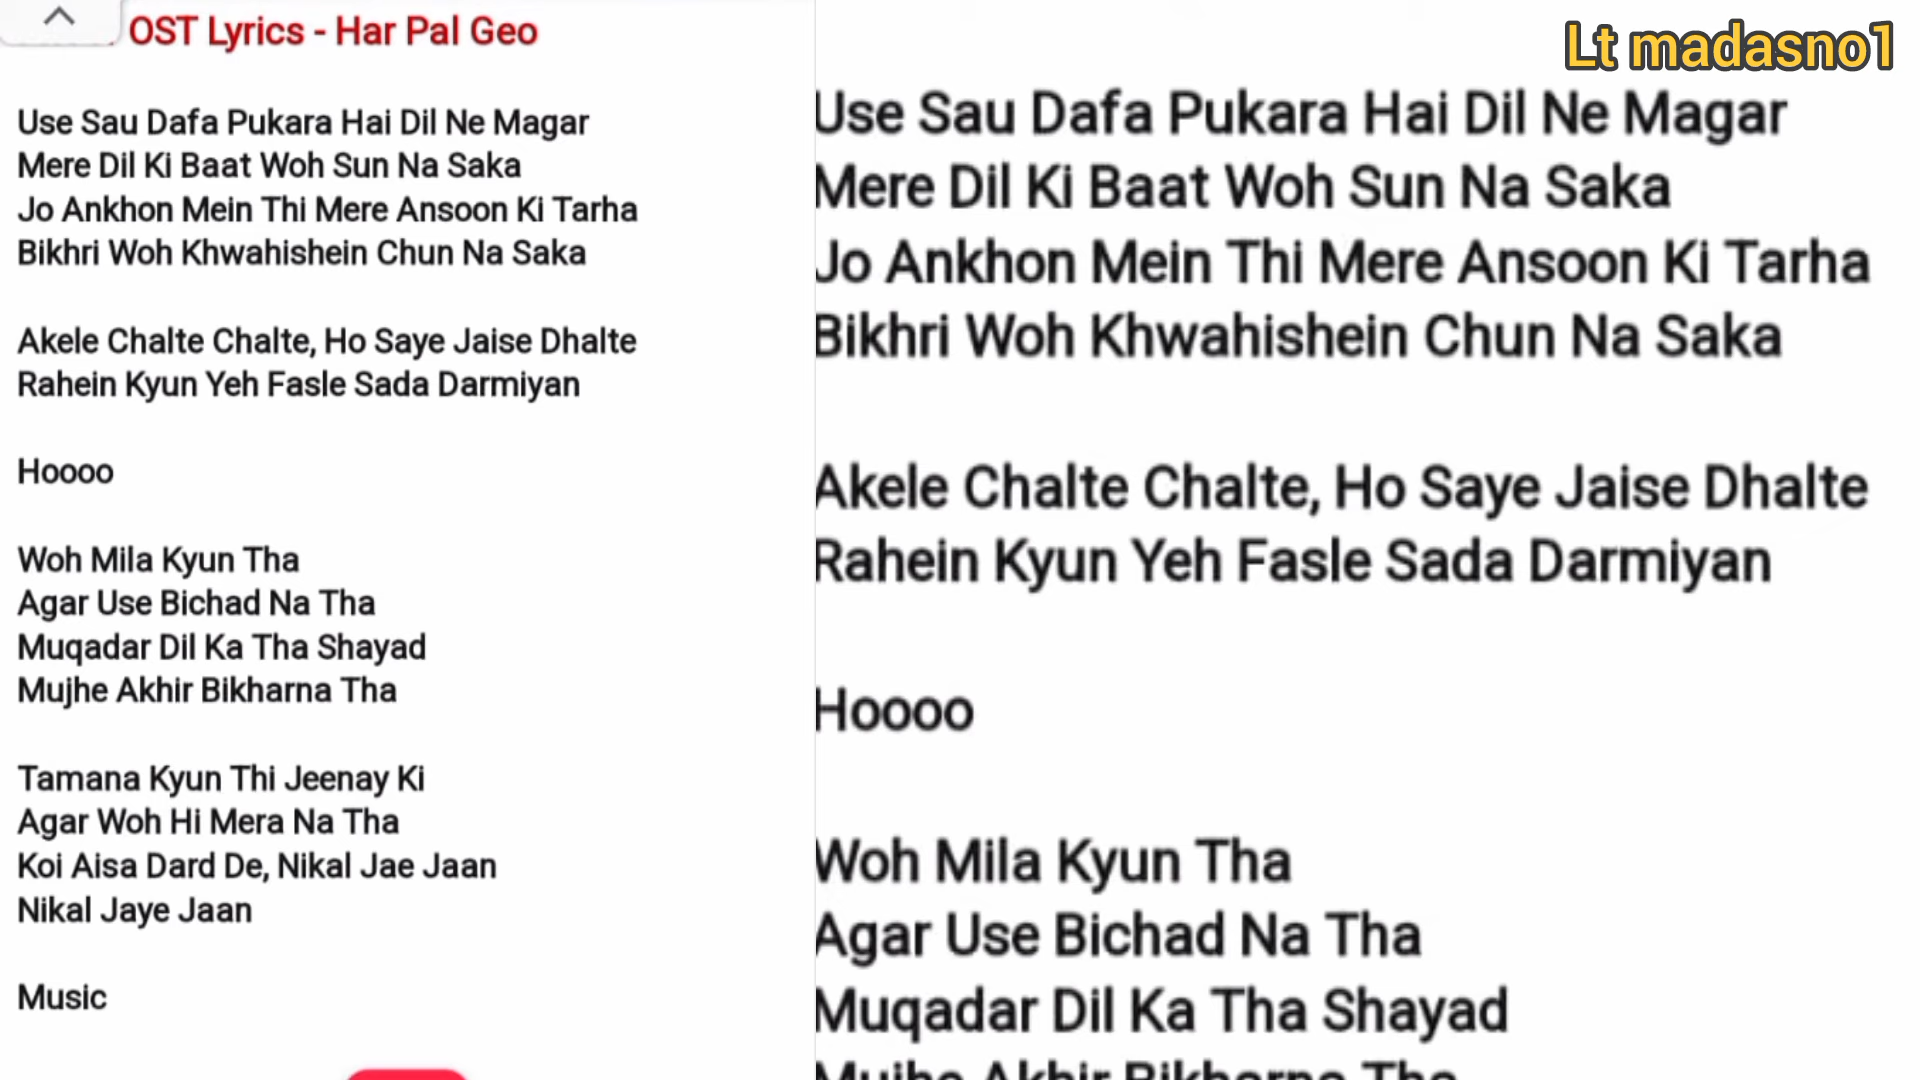 OST Lyrics - Har Pal Geo
Use Sau Dafa Pukara Hai Dil Ne Magar
Mere Dil Ki Baat Woh Sun Na Saka
Jo Ankhon Mein Thi Mere Ansoon Ki Tarha
Bikhri Woh Khwahishein Chun Na Saka
Akele Chalte Chalte, Ho Saye Jaise Dhalte
Rahein Kyun Yeh Fasle Sada Darmiyan
Hoooo
Woh Mila Kyun Tha
Agar Use Bichad Na Tha
Muqadar Dil Ka Tha Shayad
Mujhe Akhir Bikharna Tha
Tamana Kyun Thi Jeenay Ki
Agar Woh Hi Mera Na Tha
Koi Aisa Dard De, Nikal Jae Jaan
Nikal Jaye Jaan
Music
Lt madasno1
Use Sau Dafa Pukara Hai Dil Ne Magar
Mere Dil Ki Baat Woh Sun Na Saka
Jo Ankhon Mein Thi Mere Ansoon Ki Tarha
Bikhri Woh Khwahishein Chun Na Saka
Akele Chalte Chalte, Ho Saye Jaise Dhalte
Rahein Kyun Yeh Fasle Sada Darmiyan
Hoooo
Woh Mila Kyun Tha
Agar Use Bichad Na Tha
Muqadar Dil Ka Tha Shayad
Mujhe Akhir Bikharna Tha